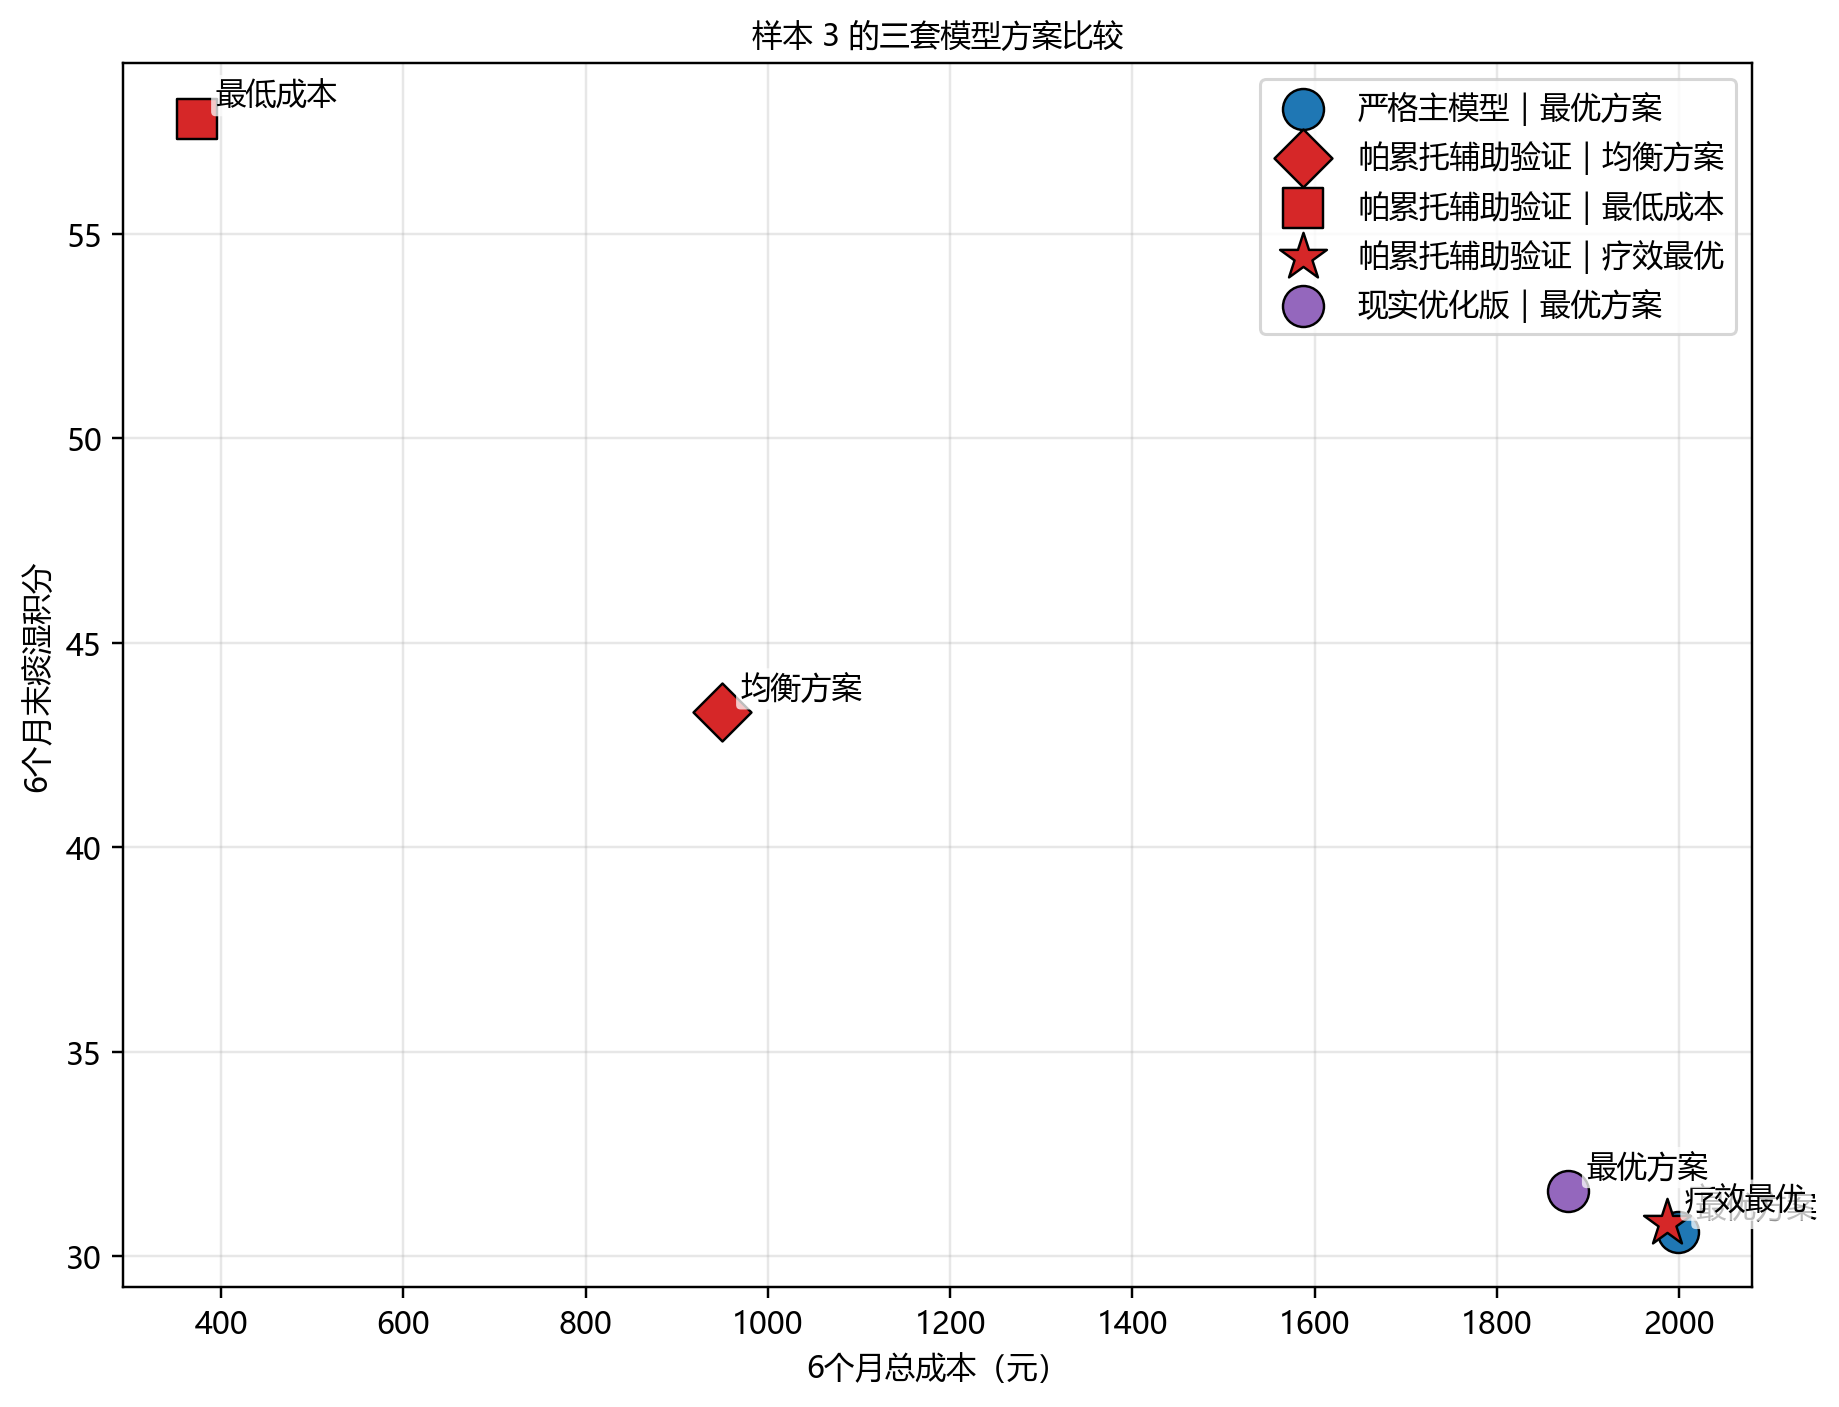 样本 3 的三套模型方案比较
最低成本
严格主模型 | 最优方案
帕累托辅助验证 | 均衡方案
帕累托辅助验证 | 最低成本
帕累托辅助验证 | 疗效最优
现实优化版 | 最优方案
55
50
45
40
35
30
6个月末痰湿积分
均衡方案
最优方案
疗效最优
最优方案
400
600
800
1000
1200
1400
1600
1800
2000
6个月总成本（元）